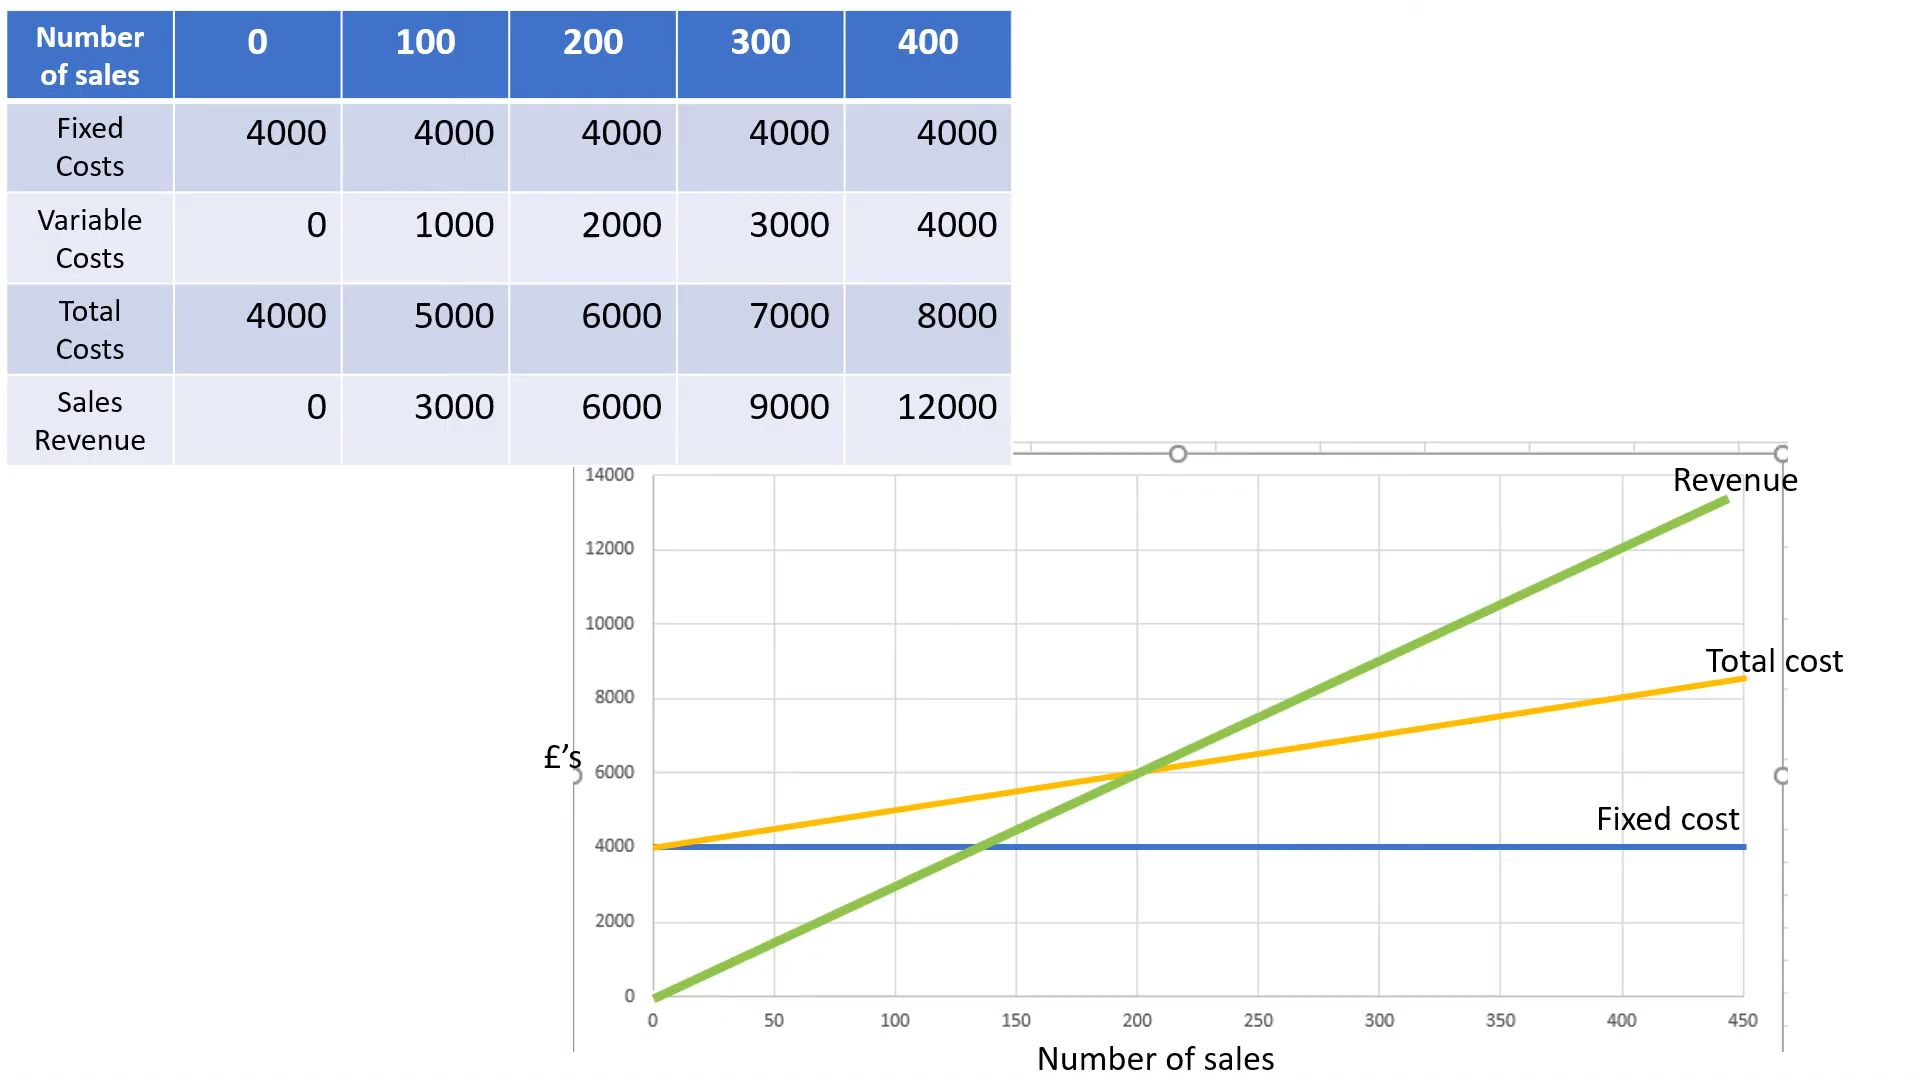 Number of sales 0 100 200 300 400
Fixed Costs 4000 4000 4000 4000 4000
Variable Costs 0 1000 2000 3000 4000
Total Costs 4000 5000 6000 7000 8000
Sales Revenue 0 3000 6000 9000 12000
14000
Revenue
12000
10000
Total cost
8000
£’s
6000
Fixed cost
4000
2000
0
0 50 100 150 200 250 300 350 400 450
Number of sales